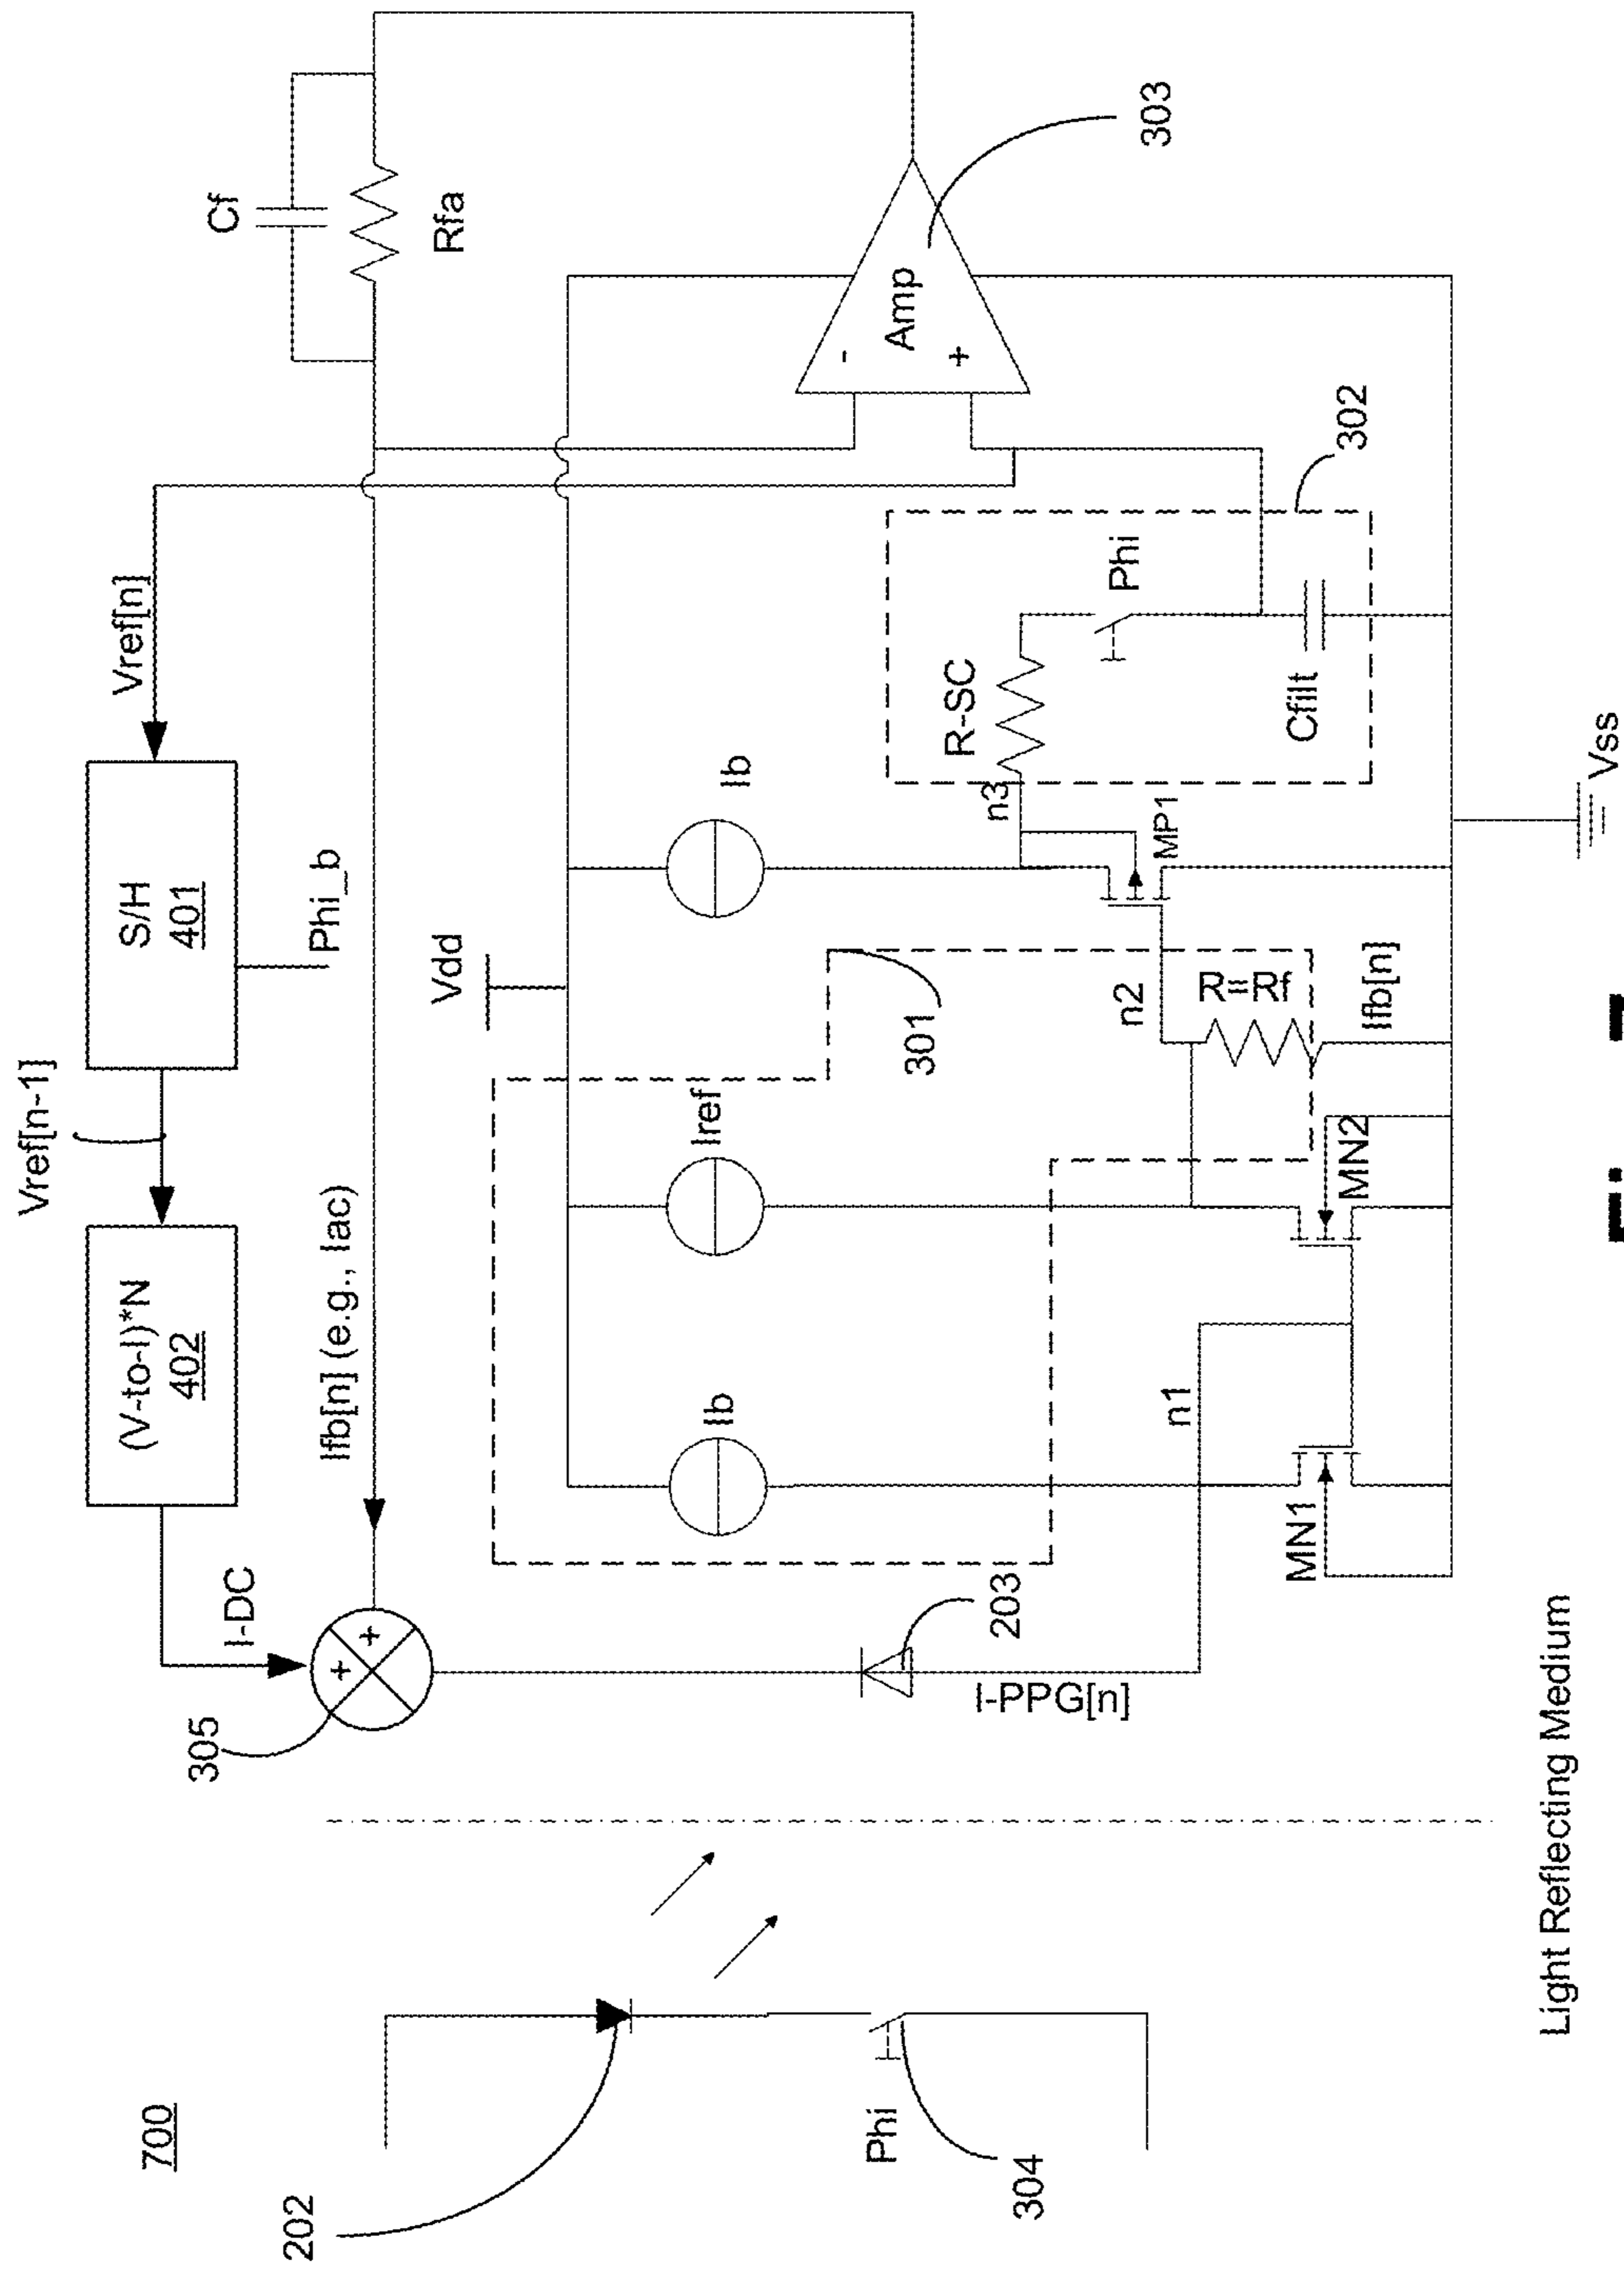 700
202
Phi
304
Light Reflecting Medium
305
I-DC
(V-to-I)*N
402
Vref[n-1]
S/H
401
Phi_b
Vref[n]
Ifb[n] (e.g., Iac)
Cf
Rfa
203
I-PPG[n]
Ib
Iref
Vdd
Ib
301
n1
n2
n3
MN1
MN2
MP1
R=Rf
Ifb[n]
R-SC
Phi
Cfilt
302
-
Amp
+
303
Vss
+
+